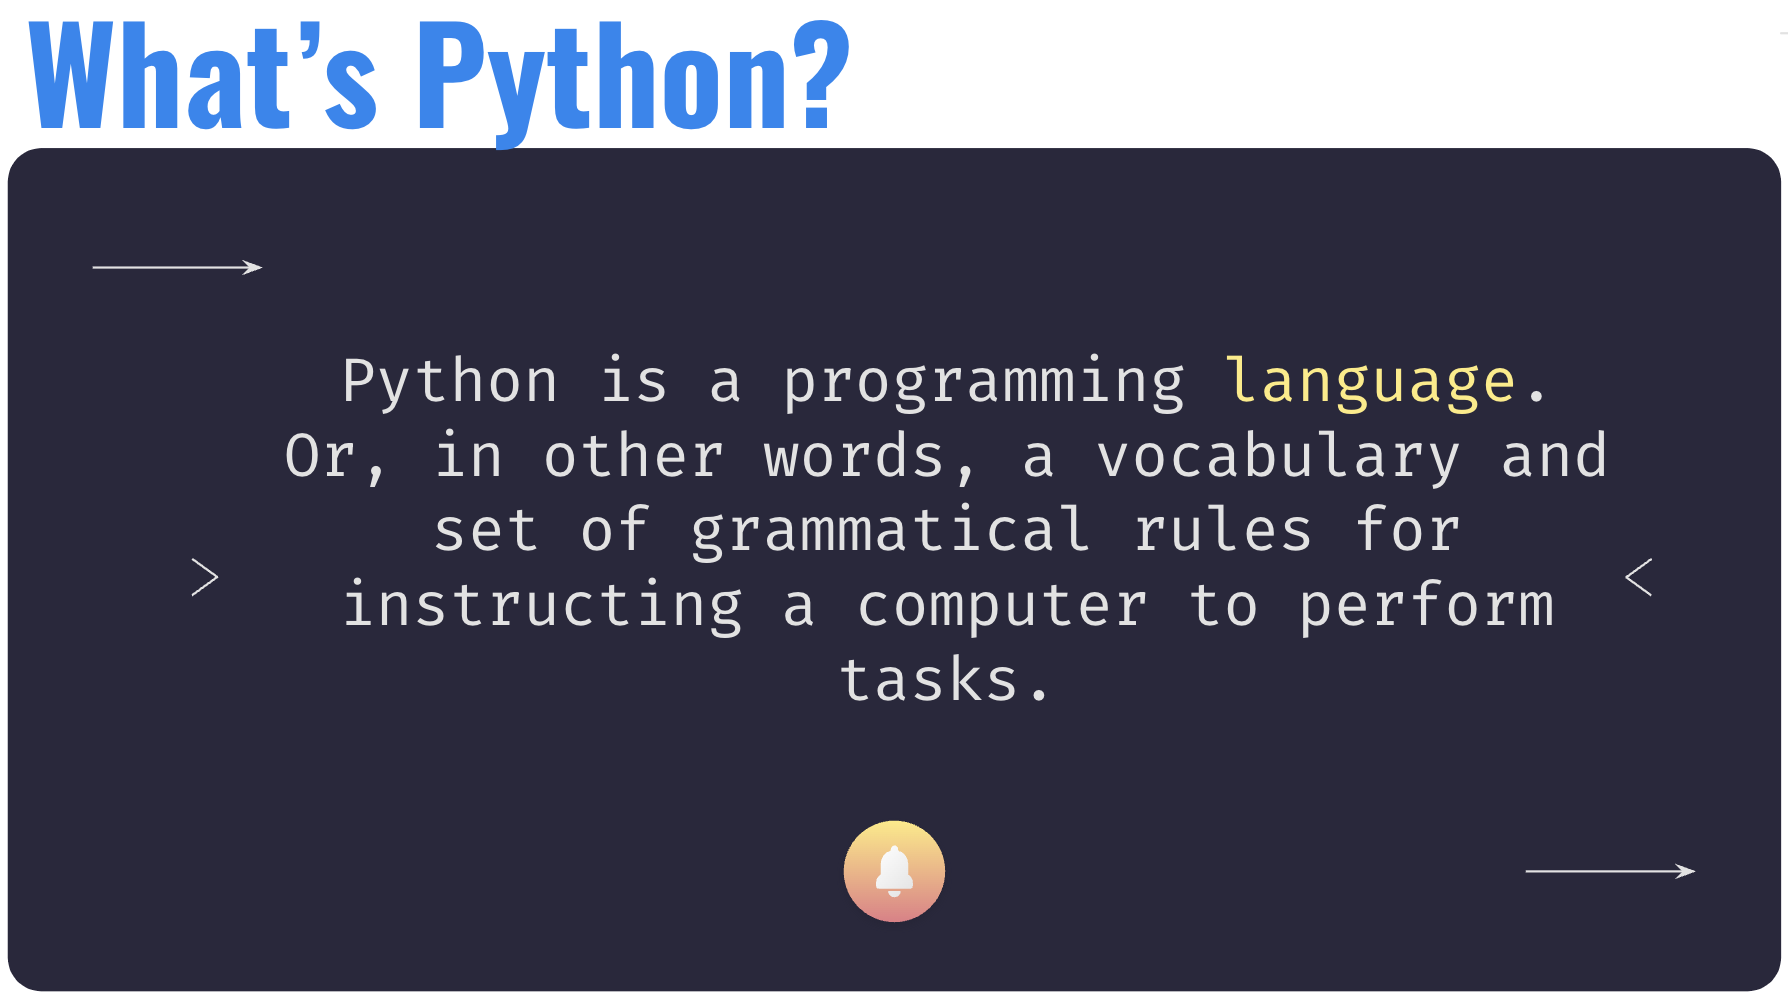 What’s Python?
Python is a programming language.
Or, in other words, a vocabulary and
set of grammatical rules for
instructing a computer to perform
tasks.